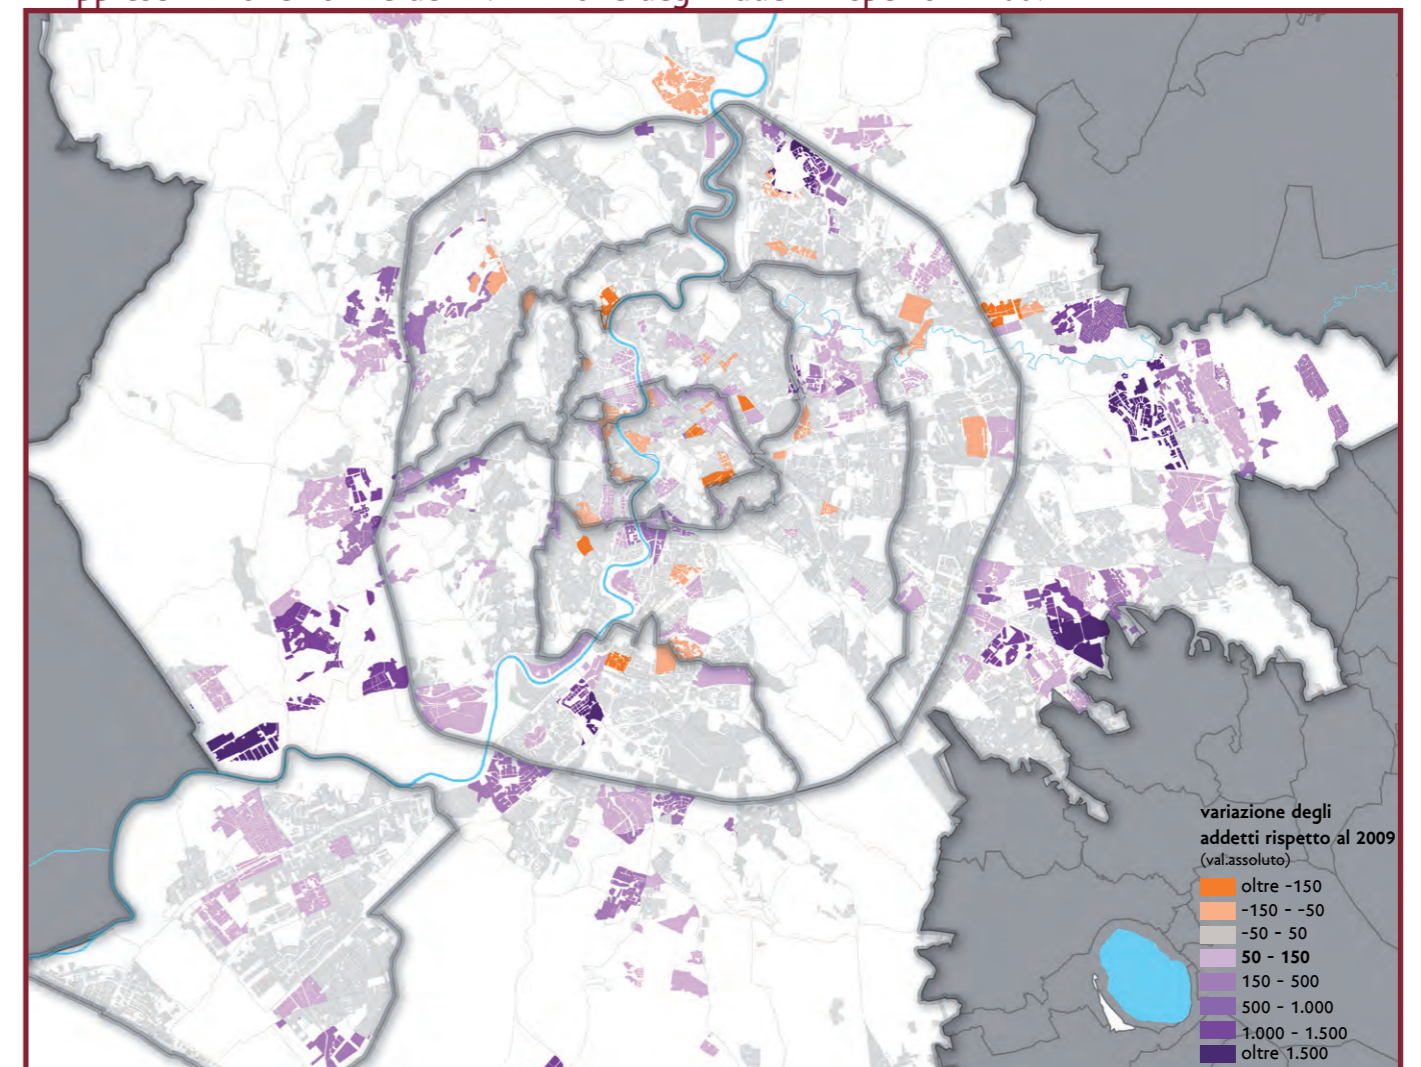 variazione degli
addetti rispetto al 2009
(val.assoluto)
oltre -150
-150 - -50
-50 - 50
50 - 150
150 - 500
500 - 1.000
1.000 - 1.500
oltre 1.500